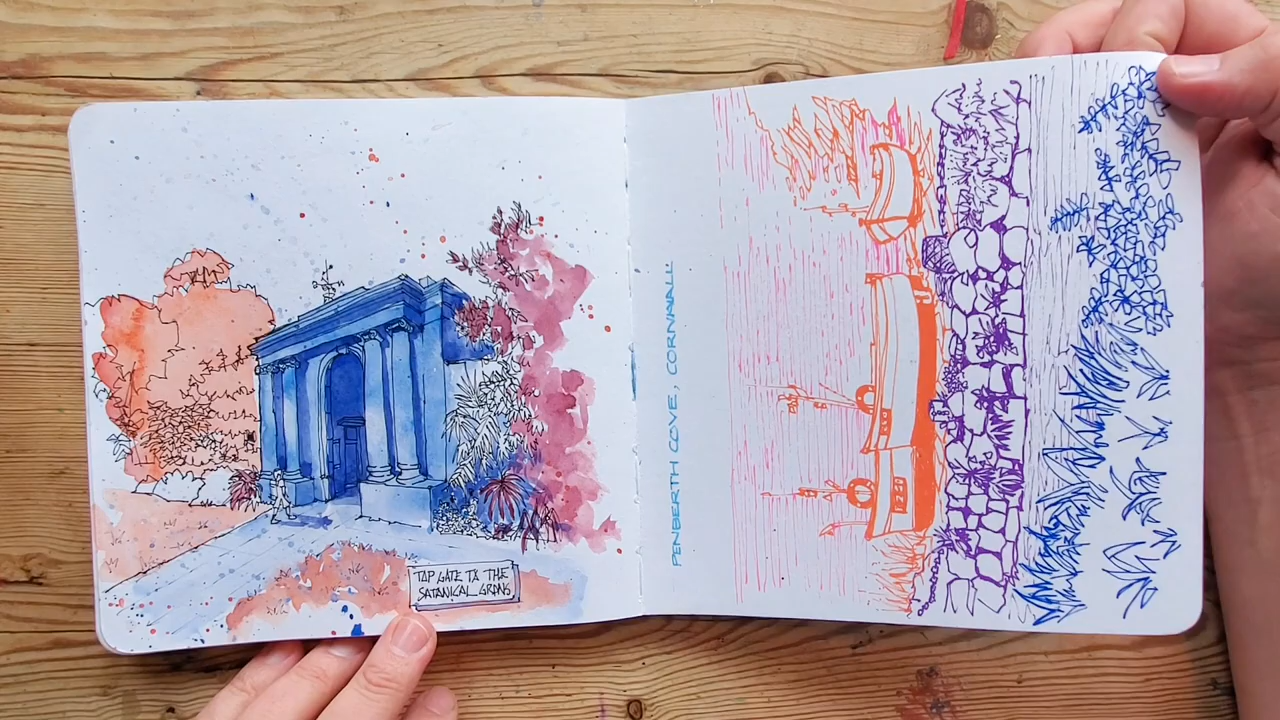 TOP GATE TO THE
BOTANICAL GRDNS
PENBERTH COVE, CORNWALL